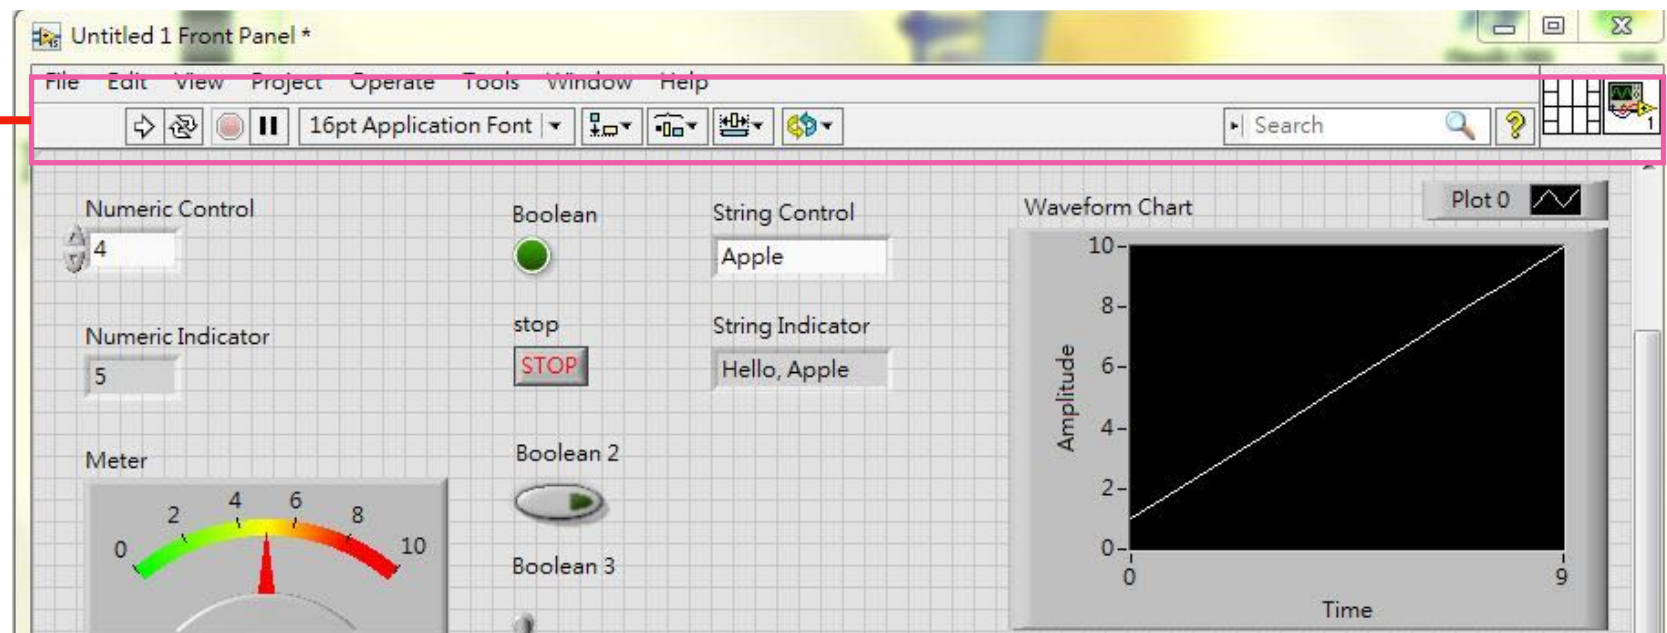 Untitled 1 Front Panel *
File Edit View Project Operate Tools Window Help
16pt Application Font Search ? 1
Plot 0
Numeric Control Boolean String Control Waveform Chart
4 Apple
Numeric Indicator stop String Indicator
5 STOP Hello, Apple
Meter Boolean 2
0 2 4 6 8 10
Boolean 3
Amplitude
10
8
6
4
2
0
0 9
Time